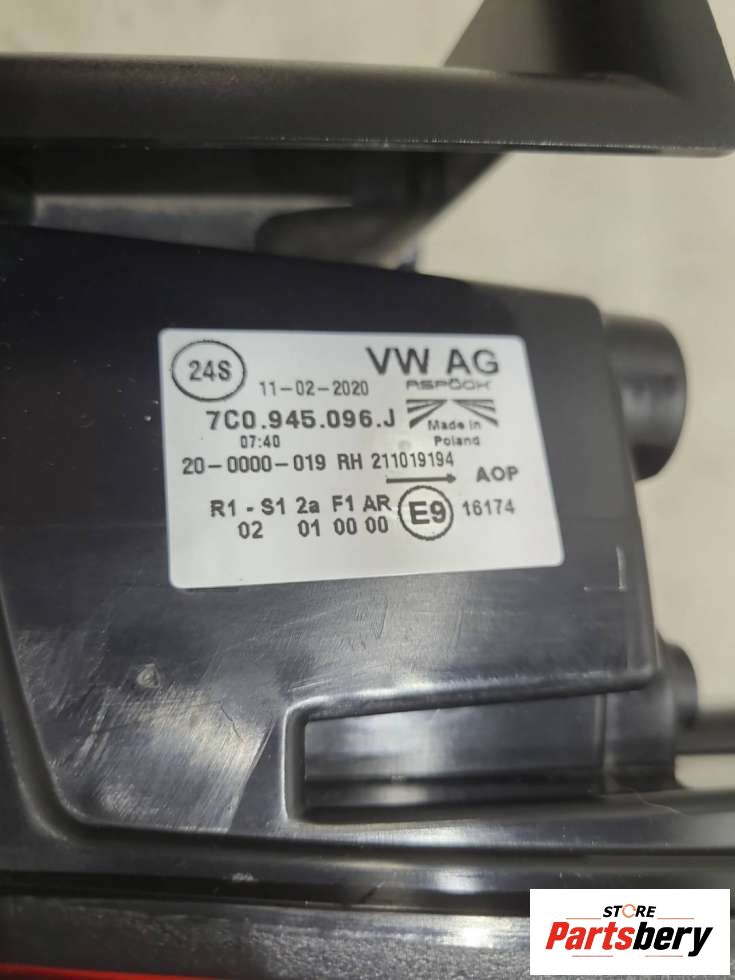 24S
VW AG
11-02-2020
ASPÖCK
7C0.945.096.J
Made in
Poland
07:40
20-0000-019 RH 211019194
AOP
R1 - S1 2a F1 AR
02 01 00 00
E9
16174
STORE
Partsbery